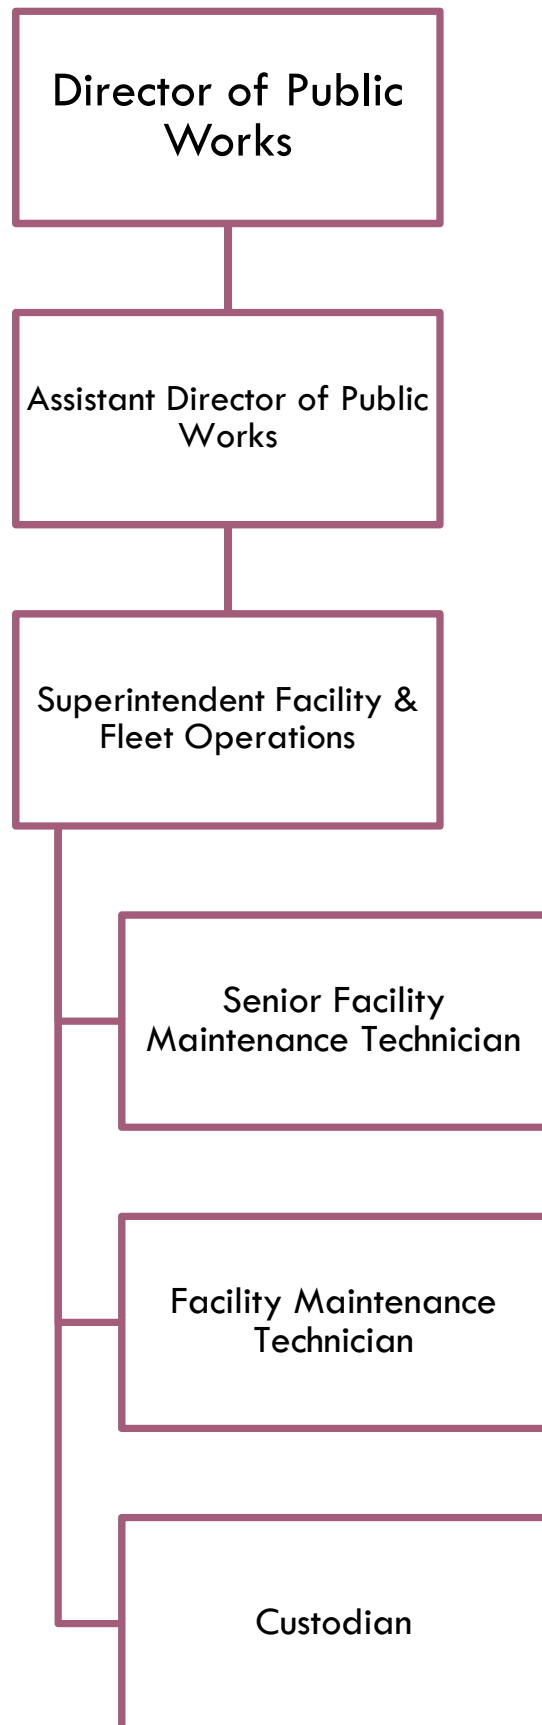 Director of Public
Works
Assistant Director of Public
Works
Superintendent Facility &
Fleet Operations
Senior Facility
Maintenance Technician
Facility Maintenance
Technician
Custodian